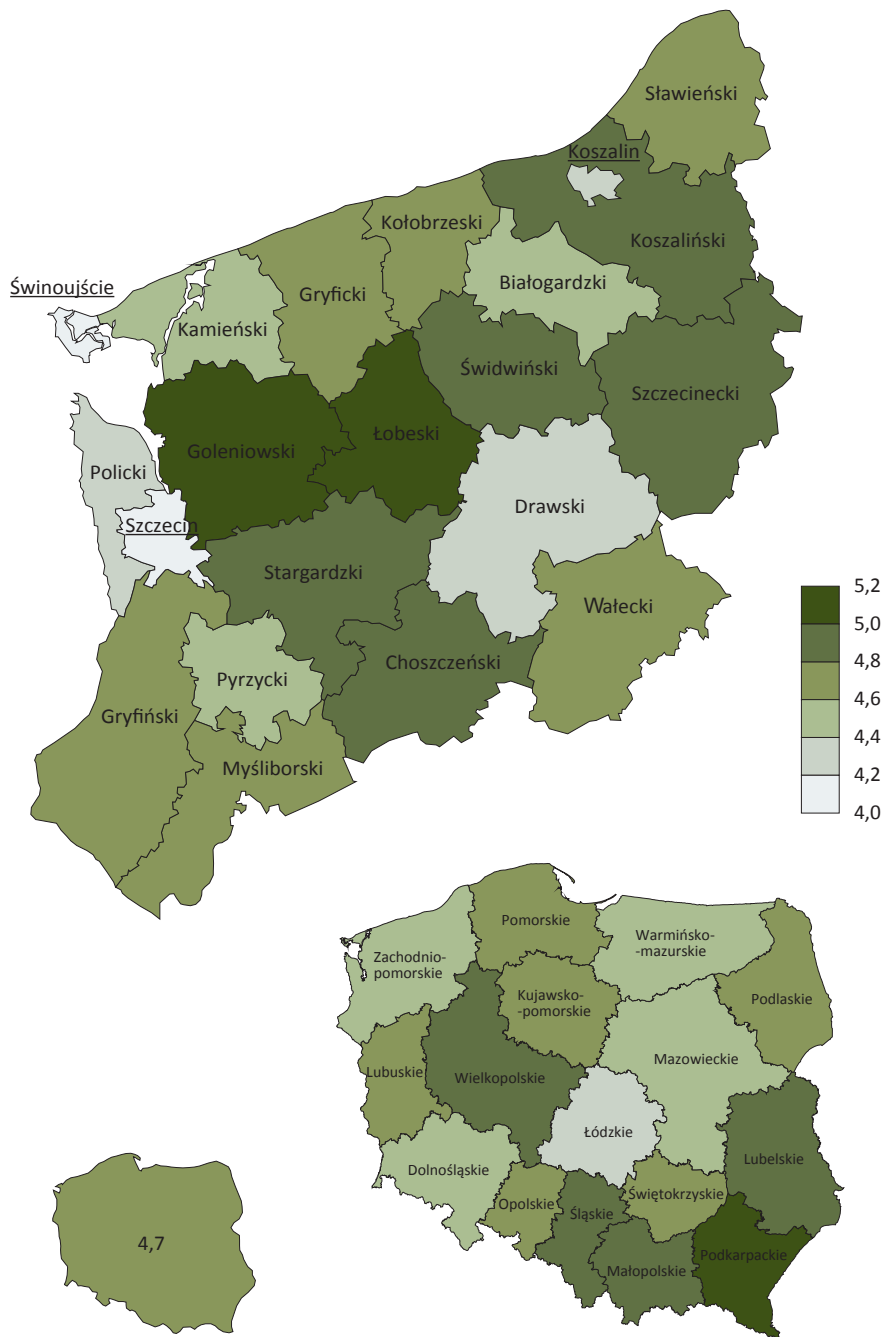 Sławieński
Koszalin
Kołobrzeski
Koszaliński
Świnoujście
Gryficki
Białogardzki
Kamieński
Świdwiński
Szczecinecki
Łobeski
Goleniowski
Policki
Drawski
Szczecin
Stargardzki
Wałecki
Choszczeński
Pyrzycki
Gryfiński
Myśliborski
5,2
5,0
4,8
4,6
4,4
4,2
4,0
Pomorskie
Warmińsko-
-mazurskie
Zachodnio-
pomorskie
Kujawsko-
-pomorskie
Podlaskie
Mazowieckie
Lubuskie
Wielkopolskie
Łódzkie
Lubelskie
Dolnośląskie
Opolskie
Świętokrzyskie
Śląskie
Podkarpackie
Małopolskie
4,7